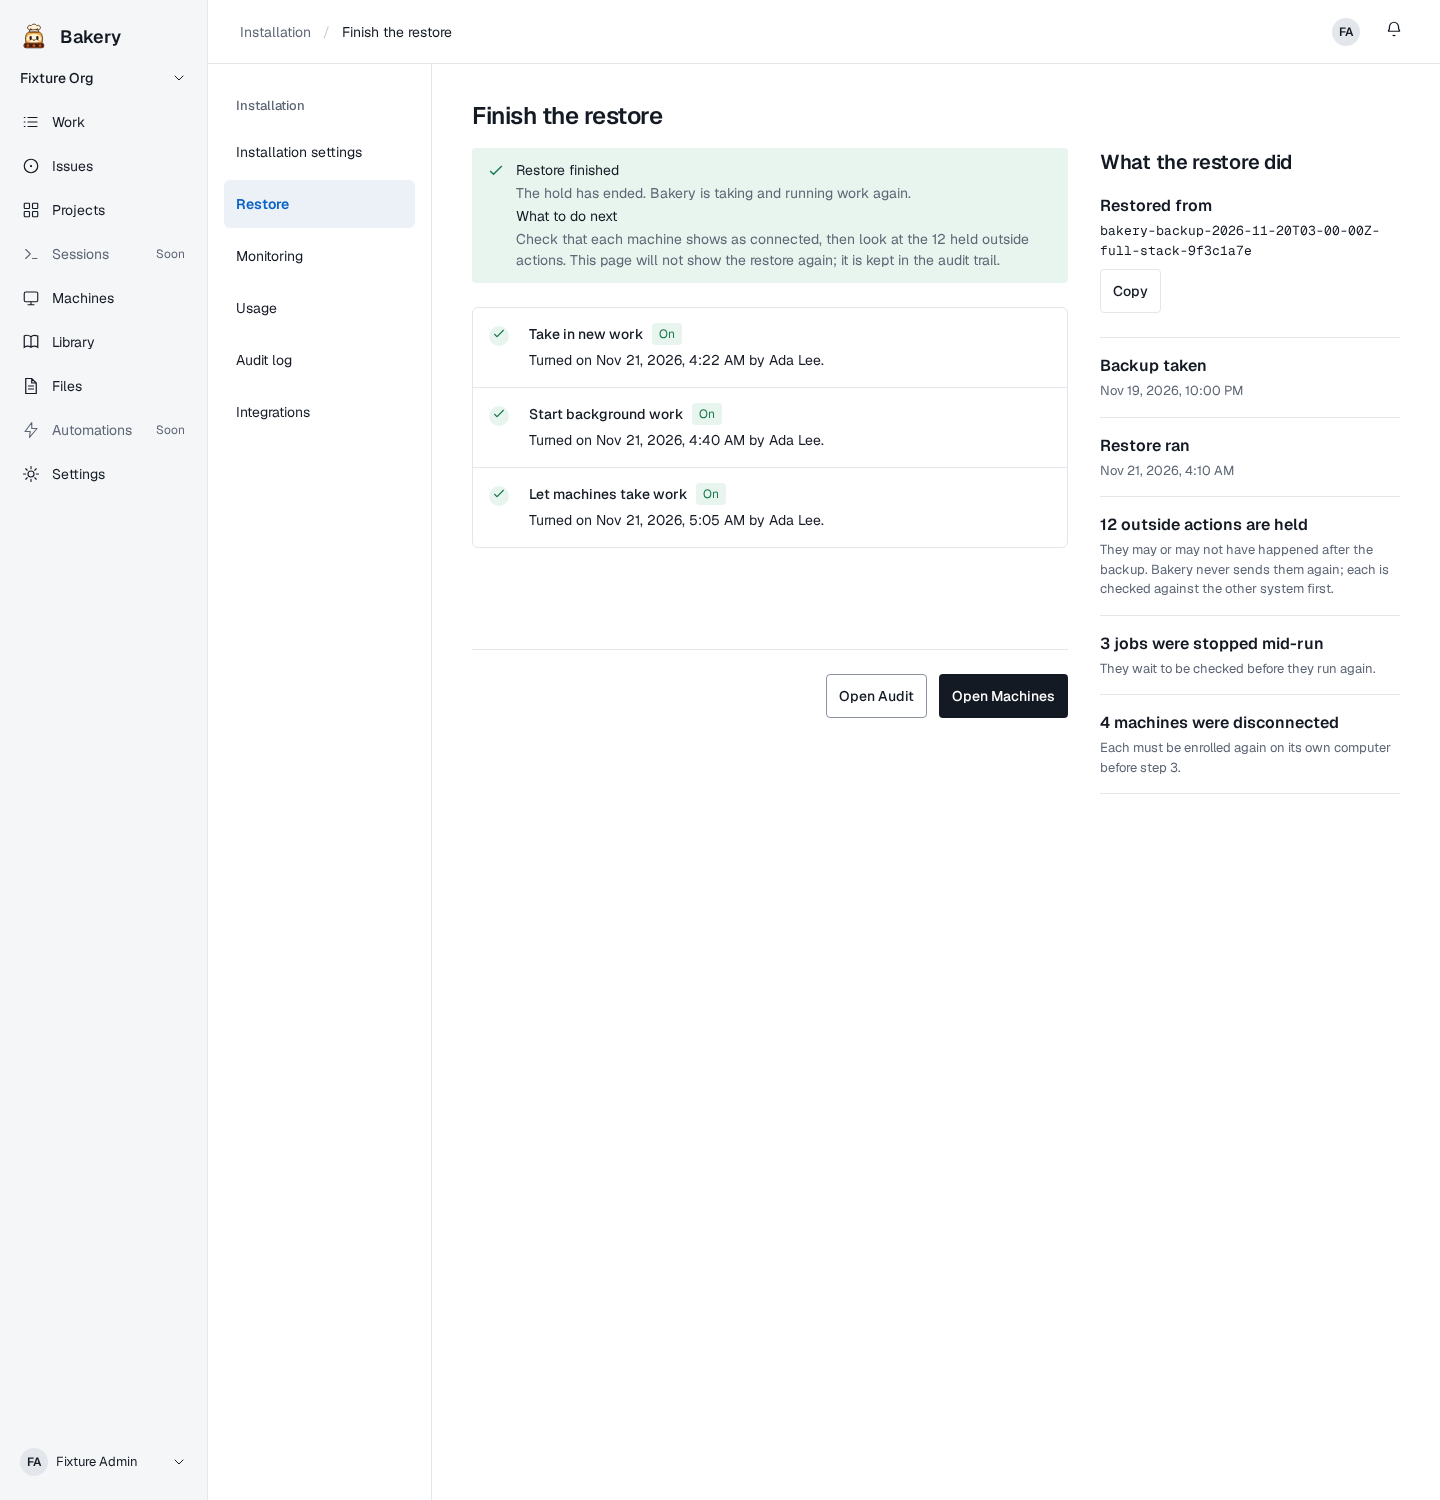 Bakery
Fixture Org
Work
Issues
Projects
Sessions Soon
Machines
Library
Files
Automations Soon
Settings
FA Fixture Admin
Installation / Finish the restore
FA
Installation
Installation settings
Restore
Monitoring
Usage
Audit log
Integrations
Finish the restore
Restore finished
The hold has ended. Bakery is taking and running work again.
What to do next
Check that each machine shows as connected, then look at the 12 held outside
actions. This page will not show the restore again; it is kept in the audit trail.
Take in new work On
Turned on Nov 21, 2026, 4:22 AM by Ada Lee.
Start background work On
Turned on Nov 21, 2026, 4:40 AM by Ada Lee.
Let machines take work On
Turned on Nov 21, 2026, 5:05 AM by Ada Lee.
Open Audit
Open Machines
What the restore did
Restored from
bakery-backup-2026-11-20T03-00-00Z-
full-stack-9f3c1a7e
Copy
Backup taken
Nov 19, 2026, 10:00 PM
Restore ran
Nov 21, 2026, 4:10 AM
12 outside actions are held
They may or may not have happened after the
backup. Bakery never sends them again; each is
checked against the other system first.
3 jobs were stopped mid-run
They wait to be checked before they run again.
4 machines were disconnected
Each must be enrolled again on its own computer
before step 3.